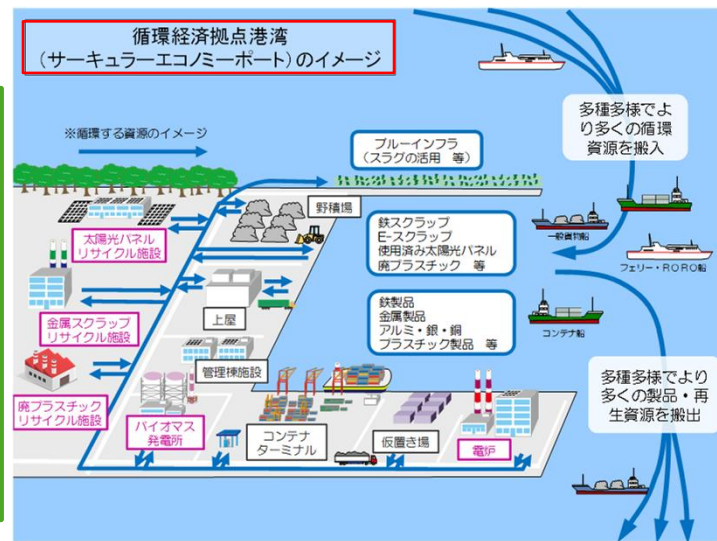 循環経済拠点港湾
(サーキュラーエコノミーポート)のイメージ
※循環する資源のイメージ
多種多様でよ
り多くの循環
資源を搬入
ブルーインフラ
(スラグの活用 等)
野積場
太陽光パネル
リサイクル施設
鉄スクラップ
E-スクラップ
使用済み太陽光パネル
廃プラスチック 等
一般貨物船
フェリー・RORO船
上屋
金属スクラップ
リサイクル施設
鉄製品
金属製品
アルミ・銀・銅
プラスチック製品 等
コンテナ船
管理棟施設
廃プラスチック
リサイクル施設
多種多様でより
多くの製品・再
生資源を搬出
バイオマス
発電所
コンテナ
ターミナル
仮置き場
電炉